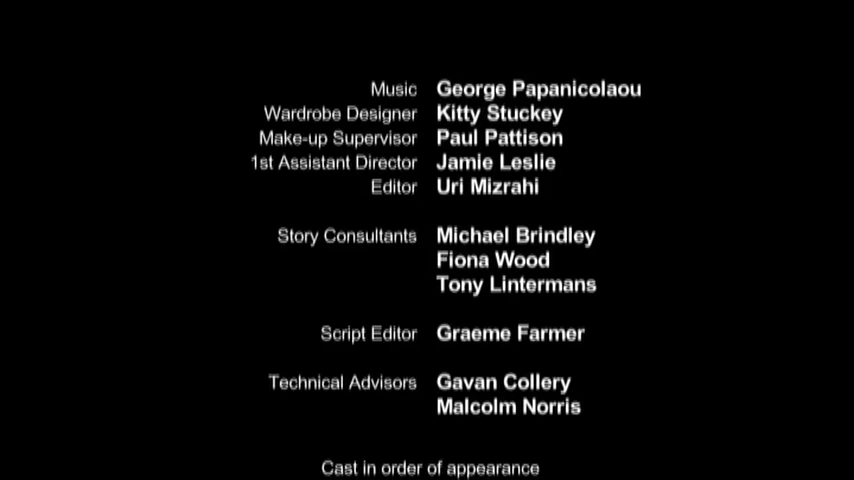 Music George Papanicolaou
Wardrobe Designer Kitty Stuckey
Make-up Supervisor Paul Pattison
1st Assistant Director Jamie Leslie
Editor Uri Mizrahi
Story Consultants Michael Brindley
Fiona Wood
Tony Lintermans
Script Editor Graeme Farmer
Technical Advisors Gavan Collery
Malcolm Norris
Cast in order of appearance